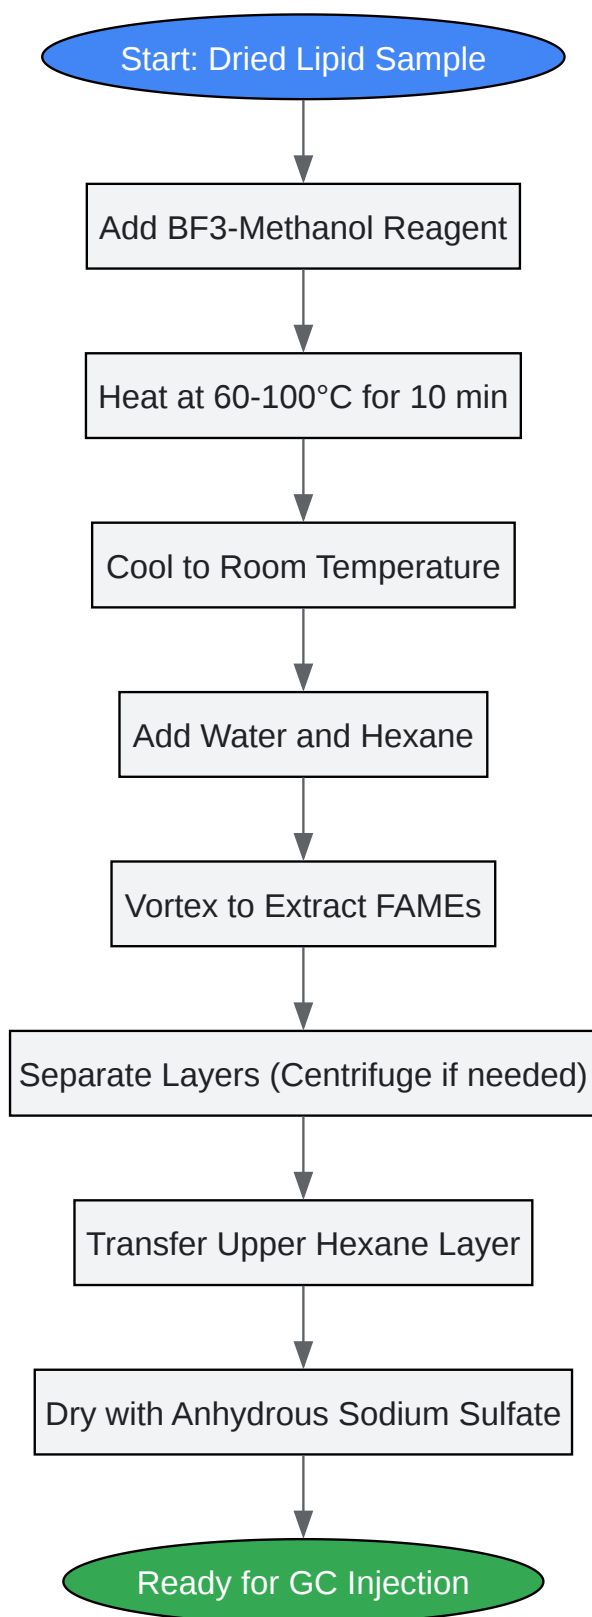 Start: Dried Lipid Sample
Add BF3-Methanol Reagent
Heat at 60-100°C for 10 min
Cool to Room Temperature
Add Water and Hexane
Vortex to Extract FAMEs
Separate Layers (Centrifuge if needed)
Transfer Upper Hexane Layer
Dry with Anhydrous Sodium Sulfate
Ready for GC Injection